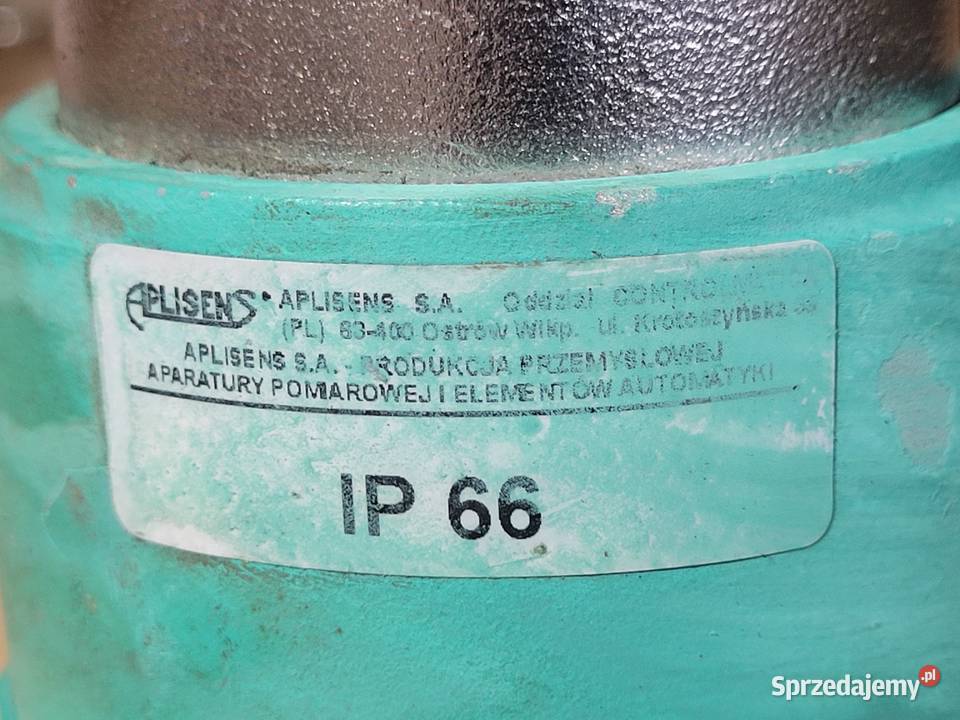 APLISENS APLISENS S.A. Oddział
(PL) 63-400 Ostrów Wlkp. ul. Krotoszyńska
APLISENS S.A. - PRODUKCJA PRZEMYSŁOWEJ
APARATURY POMIAROWEJ I ELEMENTÓW AUTOMATYKI
IP 66
Sprzedajemy.pl